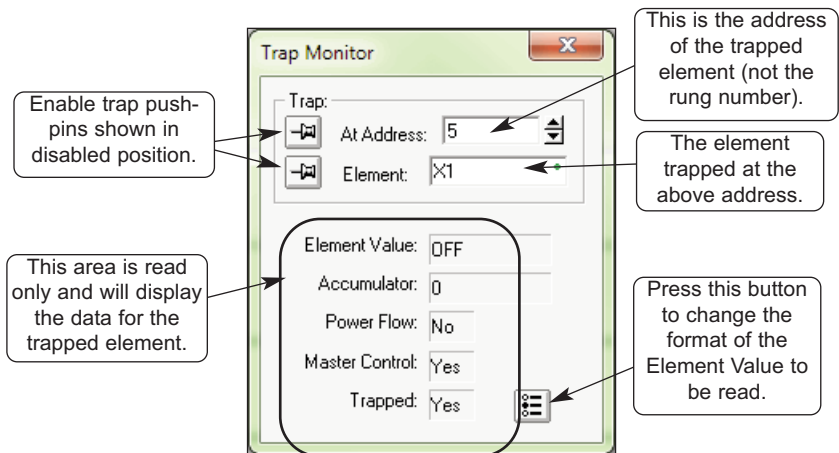 This is the address
of the trapped
element (not the
rung number).
Trap Monitor
Enable trap push-
pins shown in
disabled position.
Trap:
At Address: 5
Element: X1
The element
trapped at the
above address.
This area is read
only and will display
the data for the
trapped element.
Element Value: OFF
Accumulator: 0
Power Flow: No
Master Control: Yes
Trapped: Yes
Press this button
to change the
format of the
Element Value to
be read.